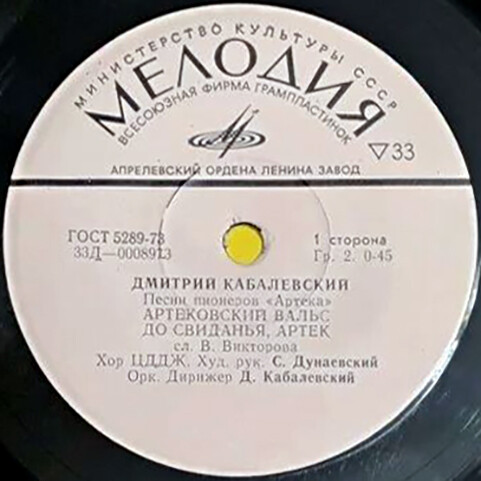 МИНИСТЕРСТВО КУЛЬТУРЫ СССР
МЕЛОДИЯ
ВСЕСОЮЗНАЯ ФИРМА ГРАМПЛАСТИНОК
▽33
АПРЕЛЕВСКИЙ ОРДЕНА ЛЕНИНА ЗАВОД
ГОСТ 5289-73
1 сторона
33Д—0008913
Гр. 2. 0-45
ДМИТРИЙ КАБАЛЕВСКИЙ
Песни пионеров «Артека»
АРТЕКОВСКИЙ ВАЛЬС
ДО СВИДАНЬЯ, АРТЕК
сл. В. Викторова
Хор ЦДДЖ. Худ. рук. С. Дунаевский
Орк. Дирижер Д. Кабалевский